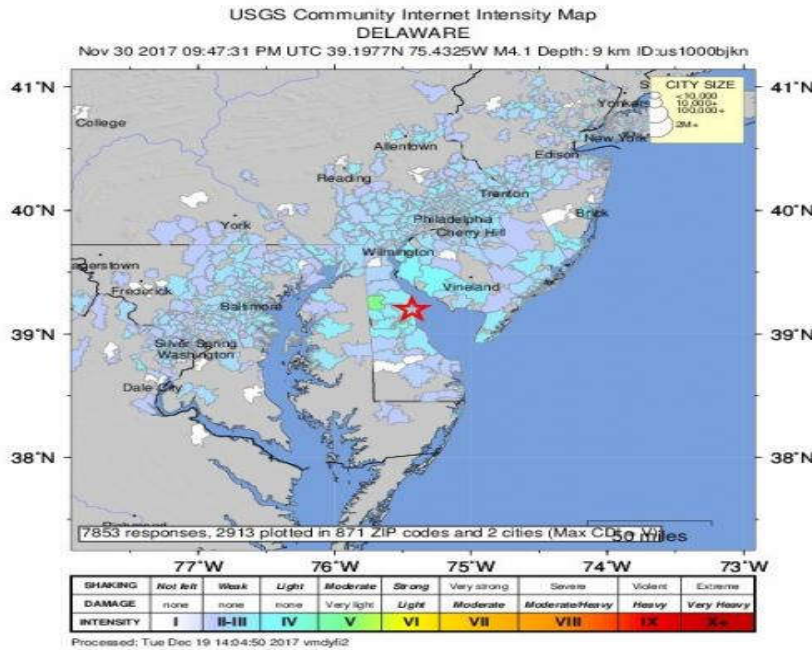 USGS Community Internet Intensity Map
DELAWARE
Nov 30 2017 09:47:31 PM UTC 39.1977N 75.4325W M4.1 Depth: 9 km ID:us1000bjkn
41°N
40°N
39°N
38°N
41°N
40°N
39°N
38°N
77°W
76°W
75°W
74°W
73°W
CITY SIZE
<10,000
10,000+
100,000+
2M+
College
Yonkers
New York
Allentown
Edison
Reading
Trenton
York
Philadelphia
Brick
Cherry Hill
Wilmington
agerstown
Frederick
Vineland
Baltimore
Silver Spring
Washington
Dale City
7853 responses, 2913 plotted in 871 ZIP codes and 2 cities (Max CDI = V)
50 miles
SHAKING Not felt Weak Light Moderate Strong Very strong Severe Violent Extreme
DAMAGE none none none Very light Light Moderate Moderate/Heavy Heavy Very Heavy
INTENSITY I II-III IV V VI VII VIII IX X+
Processed: Tue Dec 19 14:04:50 2017 vmdyfi2